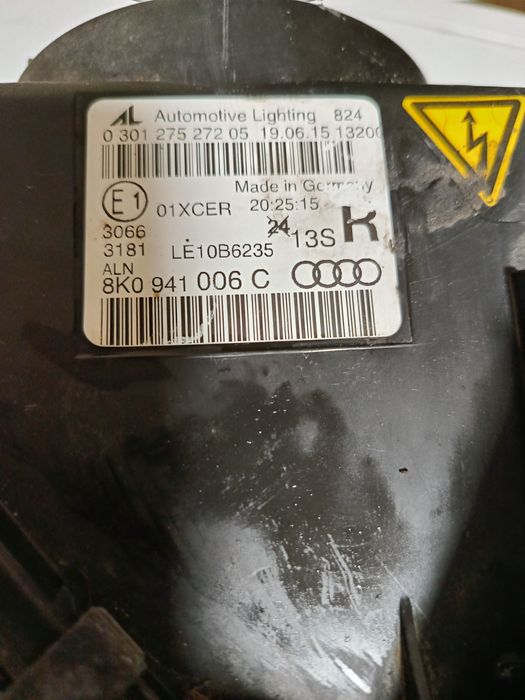 AL Automotive Lighting 824
0 301 275 272 05 19.06.15 1320
Made in Germany
E1 01XCER 20:25:15
3066
24 13S R
3181 LE10B6235
ALN
8K0 941 006 C